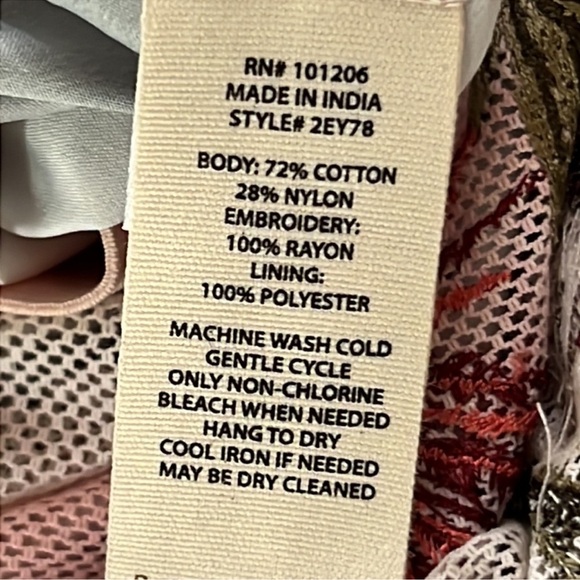 RN# 101206
MADE IN INDIA
STYLE# 2EY78
BODY: 72% COTTON
28% NYLON
EMBROIDERY:
100% RAYON
LINING:
100% POLYESTER
MACHINE WASH COLD
GENTLE CYCLE
ONLY NON-CHLORINE
BLEACH WHEN NEEDED
HANG TO DRY
COOL IRON IF NEEDED
MAY BE DRY CLEANED